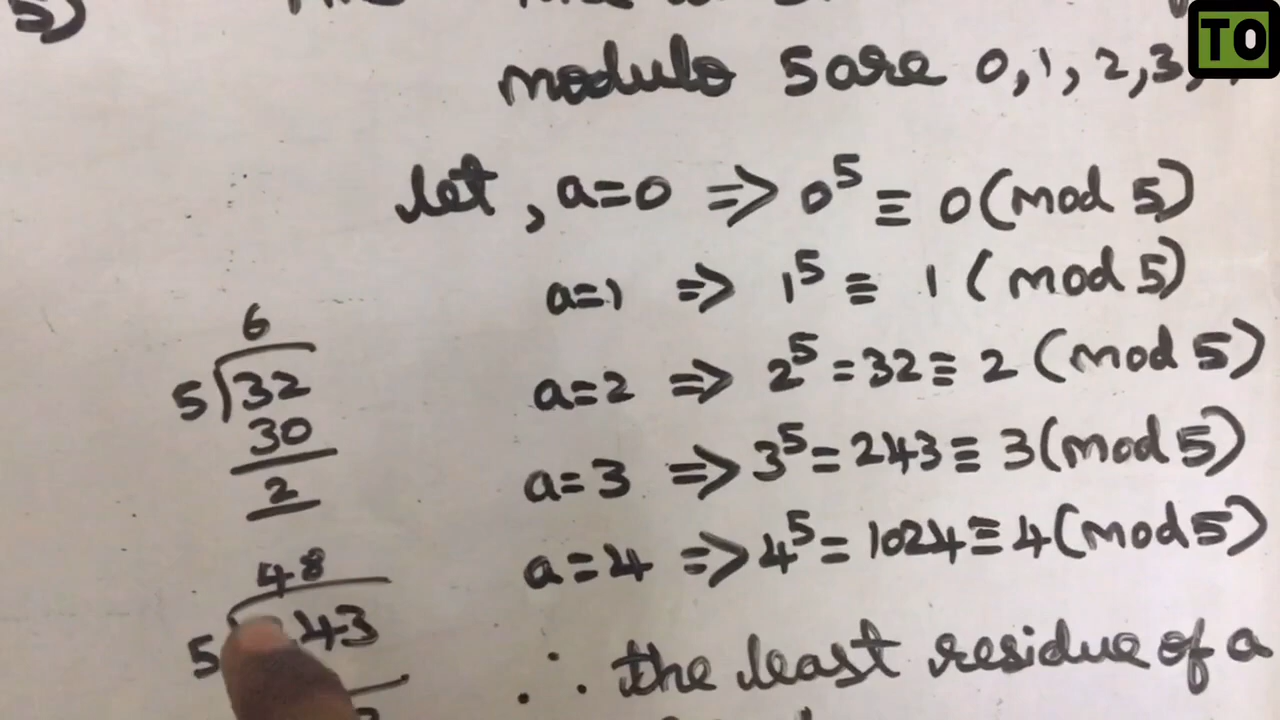 5)
TO
modulo 5 are 0, 1, 2, 3,
let, a=0 => 0⁵ ≡ 0 (mod 5)
a=1 => 1⁵ ≡ 1 (mod 5)
a=2 => 2⁵ = 32 ≡ 2 (mod 5)
a=3 => 3⁵ = 243 ≡ 3 (mod 5)
a=4 => 4⁵ = 1024 ≡ 4 (mod 5)
∴ the least residue of a
6
5)32
30
2
48
5 43